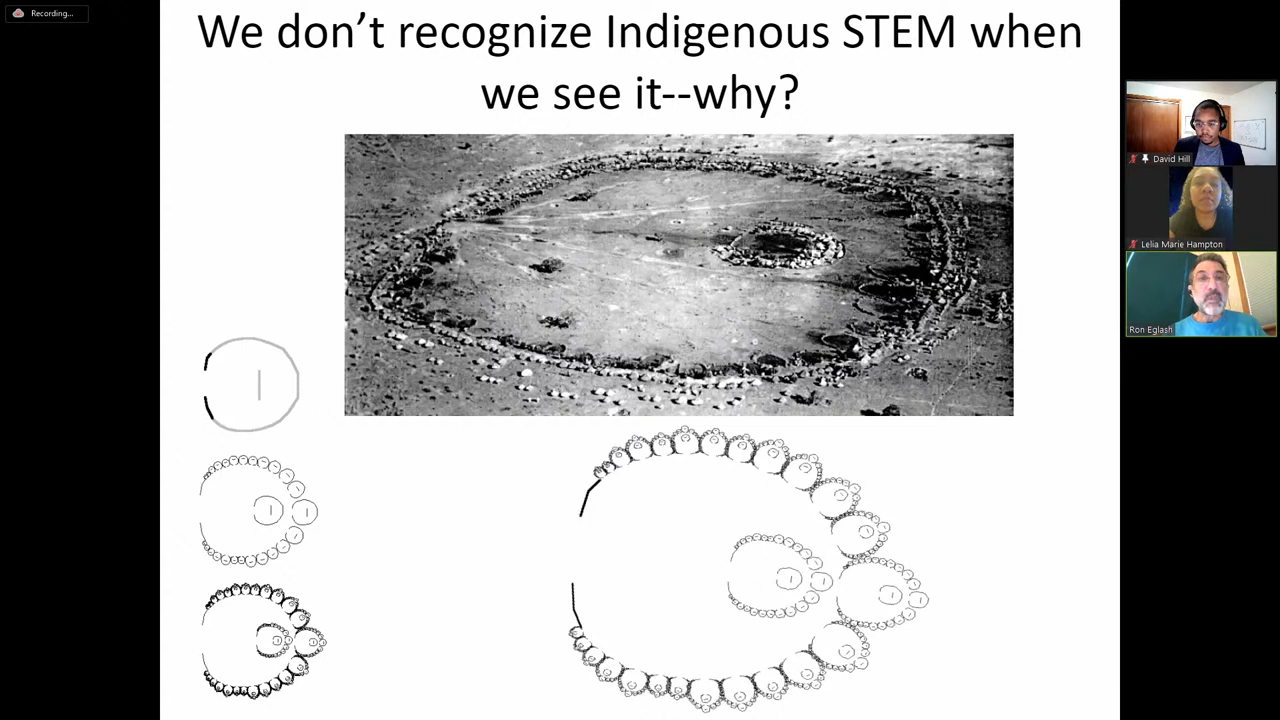 Recording...
We don't recognize Indigenous STEM when
we see it--why?
David Hill
Lelia Marie Hampton
Ron Eglash